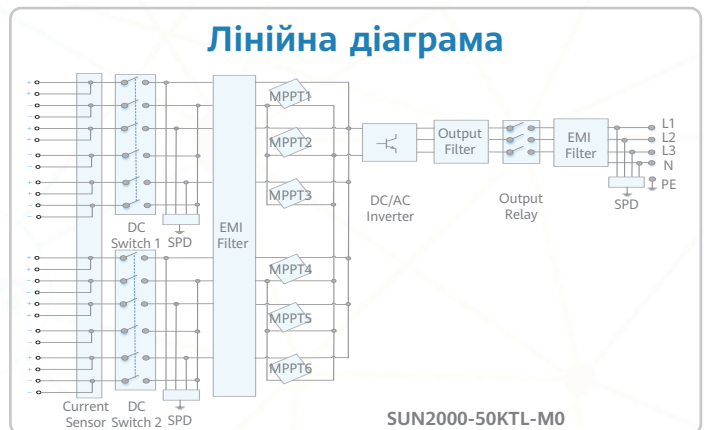 Лінійна діаграма
MPPT1
MPPT2
MPPT3
MPPT4
MPPT5
MPPT6
DC
Switch 1
SPD
EMI
Filter
DC/AC
Inverter
Output
Filter
Output
Relay
EMI
Filter
L1
L2
L3
N
PE
SPD
Current
Sensor
DC
Switch 2
SPD
SUN2000-50KTL-M0